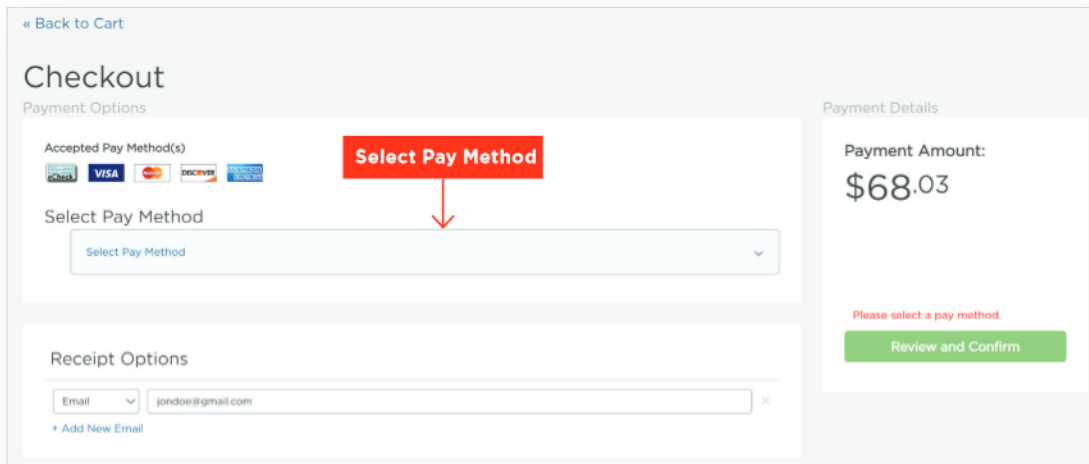 « Back to Cart
Checkout
Payment Options
Accepted Pay Method(s)
eCheck VISA DISCOVER
Select Pay Method
Select Pay Method
Select Pay Method
Receipt Options
Email jondoe@gmail.com
+ Add New Email
Payment Details
Payment Amount:
$68.03
Please select a pay method.
Review and Confirm